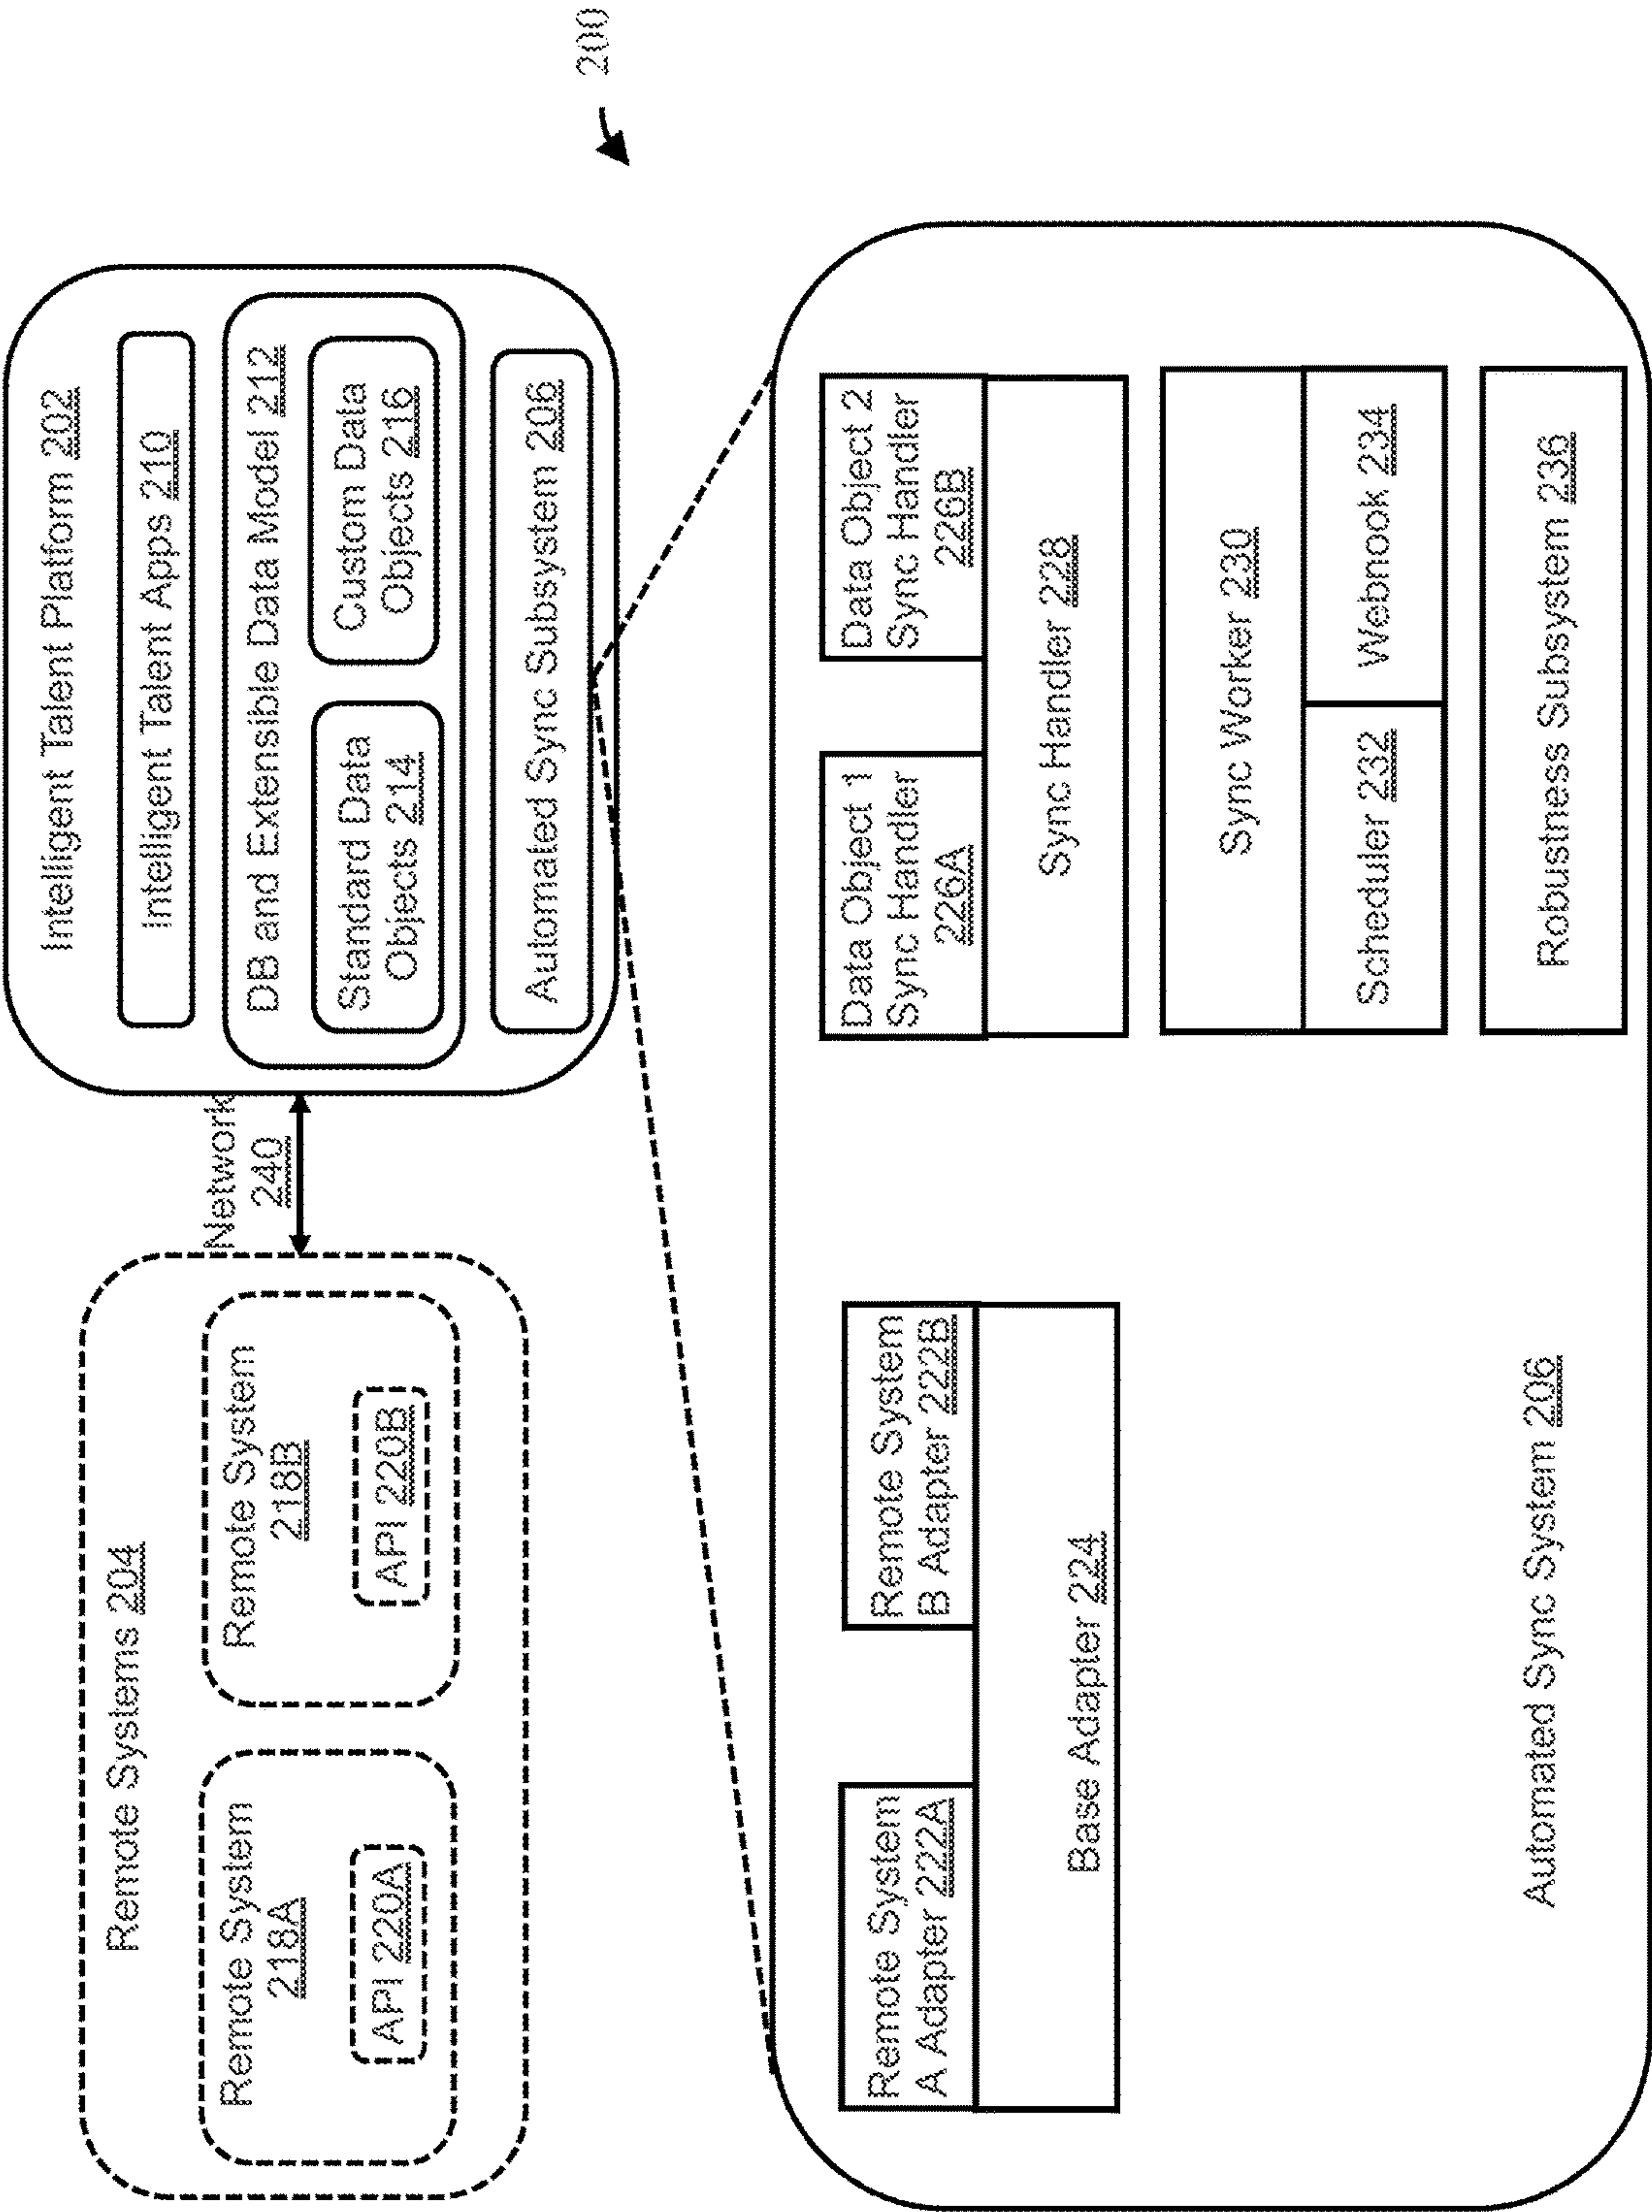 200
Remote Systems 204
Remote System
218A
API 220A
Remote System
218B
API 220B
Network
240
Intelligent Talent Platform 202
Intelligent Talent Apps 210
DB and Extensible Data Model 212
Standard Data
Objects 214
Custom Data
Objects 216
Automated Sync Subsystem 206
Remote System
A Adapter 222A
Remote System
B Adapter 222B
Base Adapter 224
Data Object 1
Sync Handler
226A
Data Object 2
Sync Handler
226B
Sync Handler 228
Sync Worker 230
Scheduler 232
Webnook 234
Robustness Subsystem 236
Automated Sync System 206